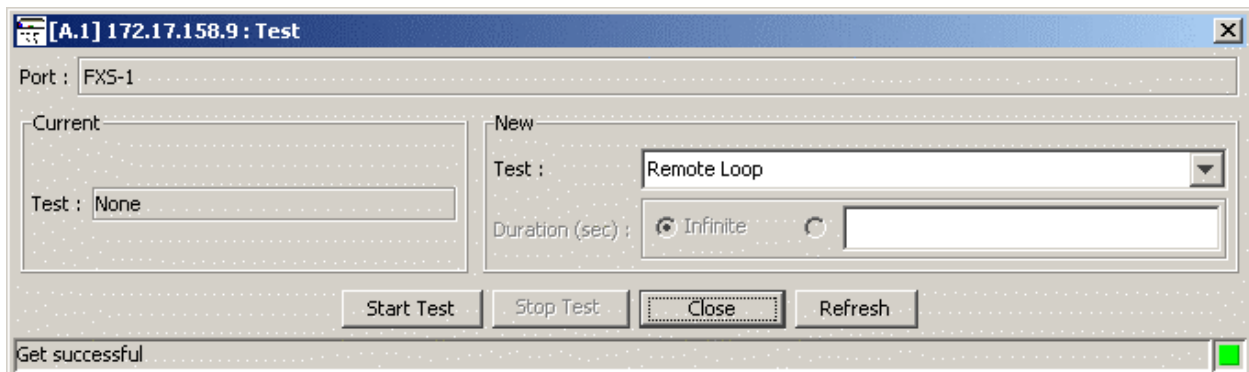 [A.1] 172.17.158.9 : Test
Port : FXS-1
Current
Test : None
New
Test : Remote Loop
Duration (sec) : Infinite
Start Test Stop Test Close Refresh
Get successful